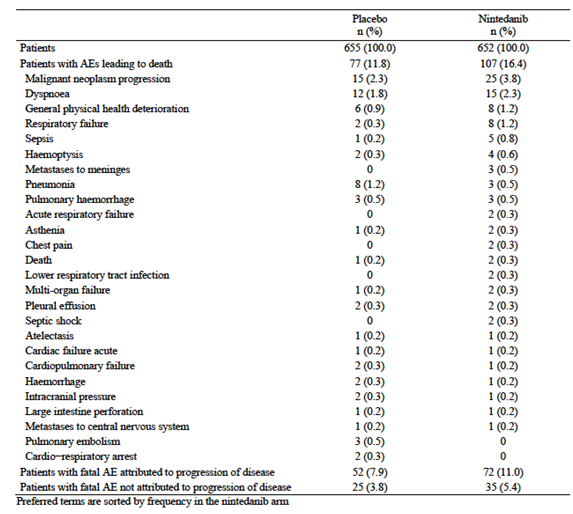 Placebo Nintedanib
n (%) n (%)
Patients 655 (100.0) 652 (100.0)
Patients with AEs leading to death 77 (11.8) 107 (16.4)
Malignant neoplasm progression 15 (2.3) 25 (3.8)
Dyspnoea 12 (1.8) 15 (2.3)
General physical health deterioration 6 (0.9) 8 (1.2)
Respiratory failure 2 (0.3) 8 (1.2)
Sepsis 1 (0.2) 5 (0.8)
Haemoptysis 2 (0.3) 4 (0.6)
Metastases to meninges 0 3 (0.5)
Pneumonia 8 (1.2) 3 (0.5)
Pulmonary haemorrhage 3 (0.5) 3 (0.5)
Acute respiratory failure 0 2 (0.3)
Asthenia 1 (0.2) 2 (0.3)
Chest pain 0 2 (0.3)
Death 1 (0.2) 2 (0.3)
Lower respiratory tract infection 0 2 (0.3)
Multi-organ failure 1 (0.2) 2 (0.3)
Pleural effusion 2 (0.3) 2 (0.3)
Septic shock 0 2 (0.3)
Atelectasis 1 (0.2) 1 (0.2)
Cardiac failure acute 1 (0.2) 1 (0.2)
Cardiopulmonary failure 2 (0.3) 1 (0.2)
Haemorrhage 2 (0.3) 1 (0.2)
Intracranial pressure 2 (0.3) 1 (0.2)
Large intestine perforation 1 (0.2) 1 (0.2)
Metastases to central nervous system 1 (0.2) 1 (0.2)
Pulmonary embolism 3 (0.5) 0
Cardio−respiratory arrest 2 (0.3) 0
Patients with fatal AE attributed to progression of disease 52 (7.9) 72 (11.0)
Patients with fatal AE not attributed to progression of disease 25 (3.8) 35 (5.4)
Preferred terms are sorted by frequency in the nintedanib arm